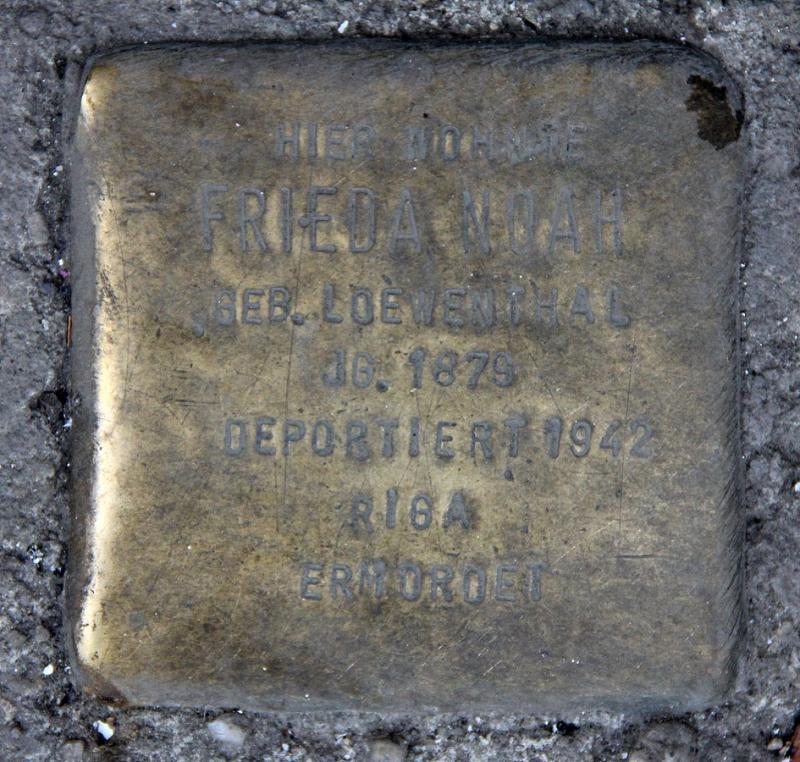 HIER WOHNTE
FRIEDA NOAH
GEB. LOEWENTHAL
JG. 1879
DEPORTIERT 1942
RIGA
ERMORDET